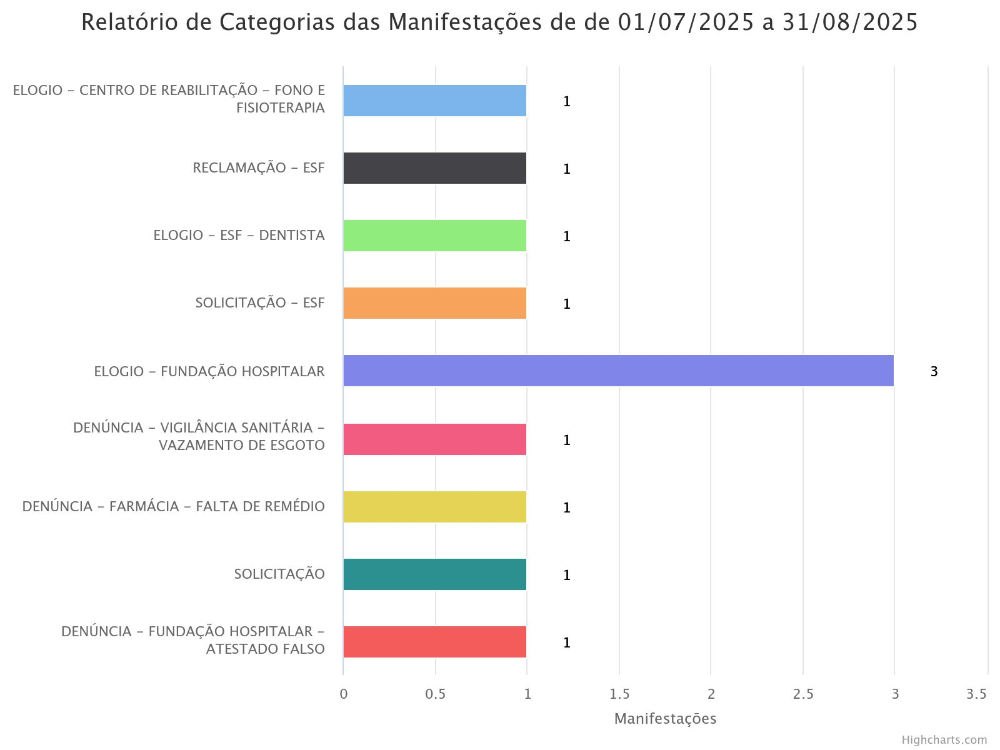 Relatório de Categorias das Manifestações de de 01/07/2025 a 31/08/2025
ELOGIO - CENTRO DE REABILITAÇÃO - FONO E
FISIOTERAPIA
1
RECLAMAÇÃO - ESF
1
ELOGIO - ESF - DENTISTA
1
SOLICITAÇÃO - ESF
1
ELOGIO - FUNDAÇÃO HOSPITALAR
3
DENÚNCIA - VIGILÂNCIA SANITÁRIA -
VAZAMENTO DE ESGOTO
1
DENÚNCIA - FARMÁCIA - FALTA DE REMÉDIO
1
SOLICITAÇÃO
1
DENÚNCIA - FUNDAÇÃO HOSPITALAR -
ATESTADO FALSO
1
0 0.5 1 1.5 2 2.5 3 3.5
Manifestações
Highcharts.com